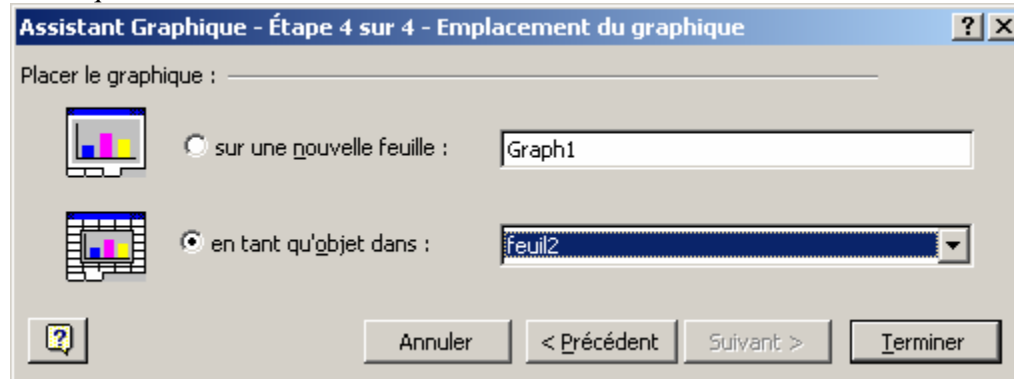 Assistant Graphique - Étape 4 sur 4 - Emplacement du graphique
Placer le graphique :
sur une nouvelle feuille : Graph1
en tant qu'objet dans : feuil2
Annuler < Précédent Suivant > Terminer